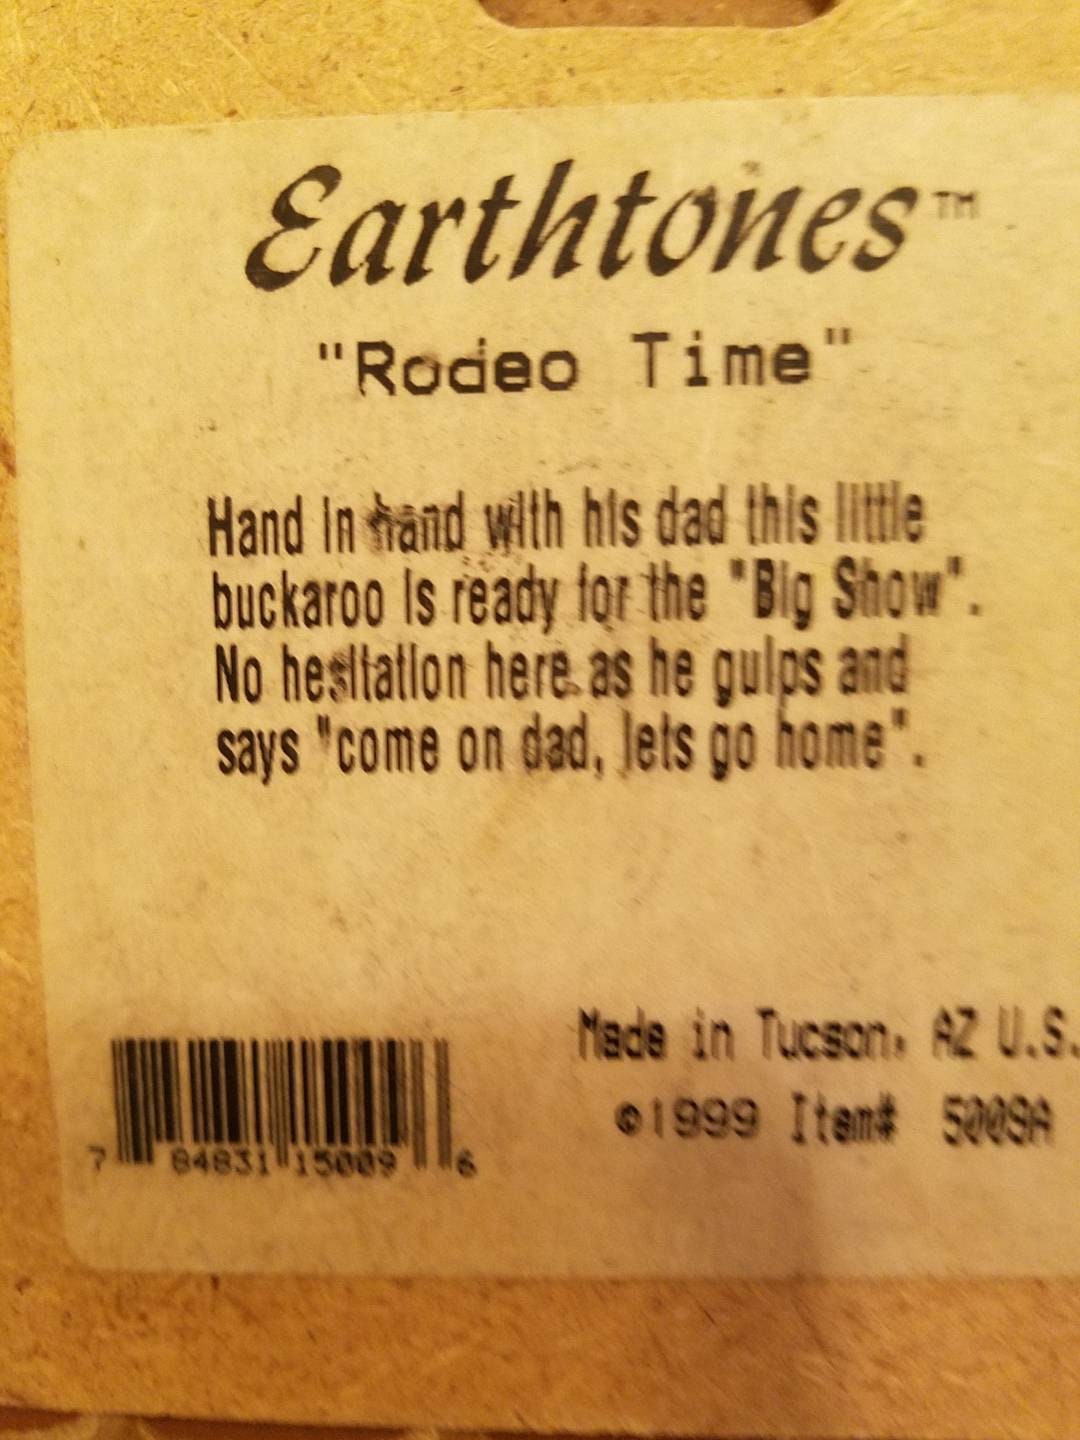 Earthtones™
"Rodeo Time"
Hand in hand with his dad this little
buckaroo is ready for the "Big Show".
No hesitation here as he gulps and
says "come on dad, lets go home".
Made in Tucson, AZ U.S.
©1999 Item# 5009A
7 84831 15009 6